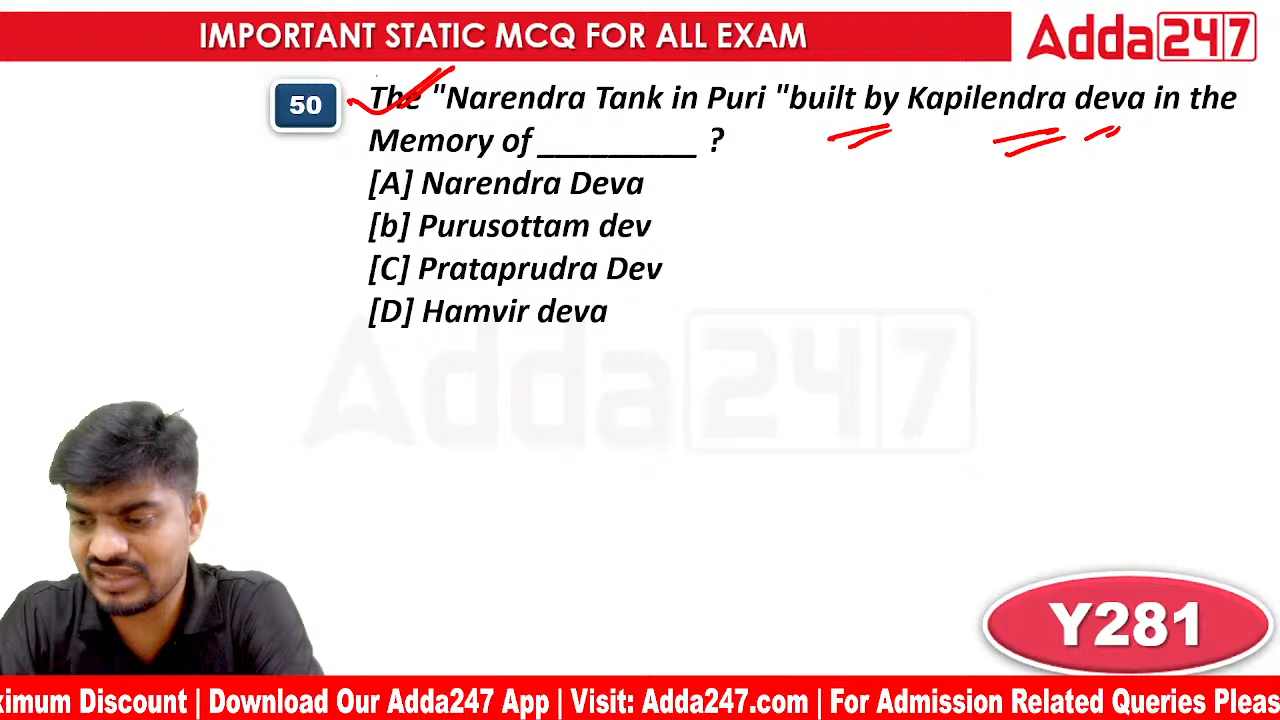 IMPORTANT STATIC MCQ FOR ALL EXAM
Adda247
50
The "Narendra Tank in Puri "built by Kapilendra deva in the
Memory of __________ ?
[A] Narendra Deva
[b] Purusottam dev
[C] Prataprudra Dev
[D] Hamvir deva
Adda247
Y281
Discount | Download Our Adda247 App | Visit: Adda247.com | For Admission Related Queries